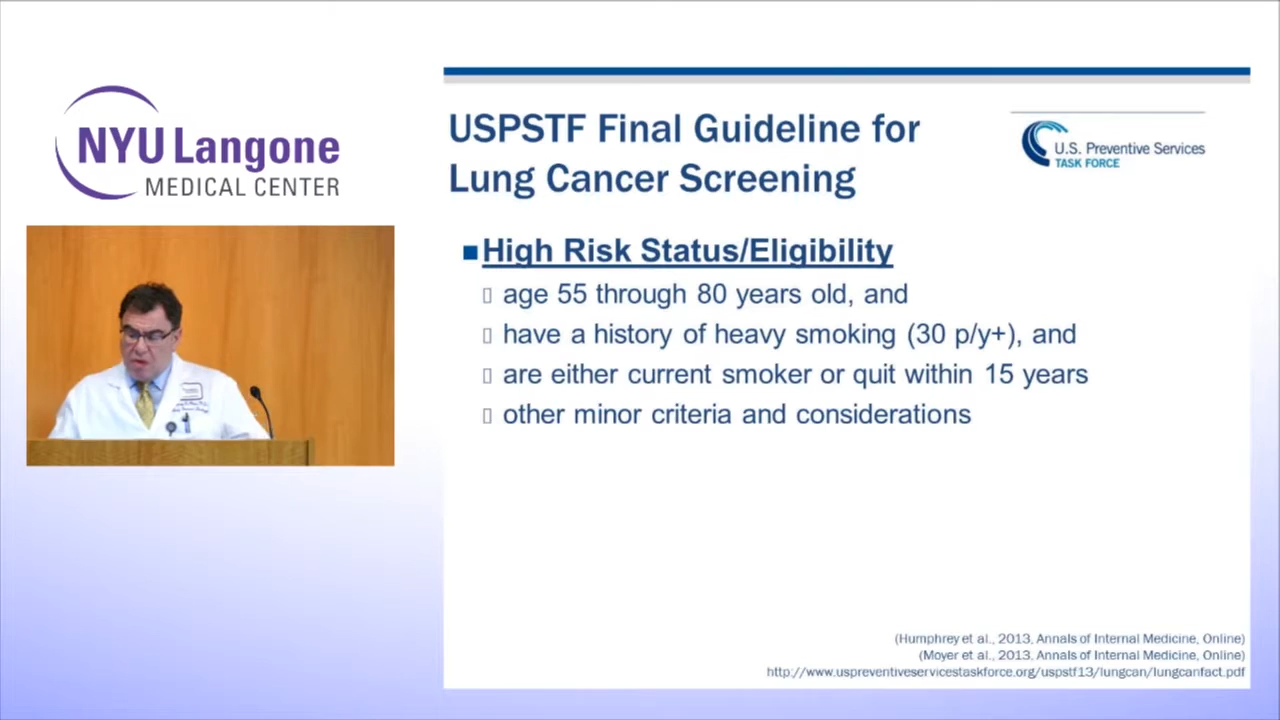 NYU Langone
MEDICAL CENTER
USPSTF Final Guideline for
Lung Cancer Screening
U.S. Preventive Services
TASK FORCE
High Risk Status/Eligibility
age 55 through 80 years old, and
have a history of heavy smoking (30 p/y+), and
are either current smoker or quit within 15 years
other minor criteria and considerations
(Humphrey et al., 2013, Annals of Internal Medicine, Online)
(Moyer et al., 2013, Annals of Internal Medicine, Online)
http://www.uspreventiveservicestaskforce.org/uspstf13/lungcan/lungcanfact.pdf